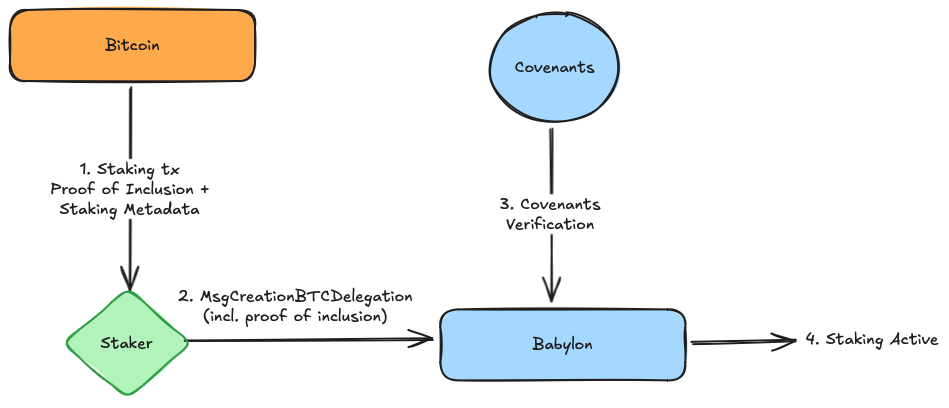 Bitcoin
Covenants
1. Staking tx
Proof of Inclusion +
Staking Metadata
3. Covenants
Verification
2. MsgCreationBTCDelegation
(incl. proof of inclusion)
Staker
Babylon
4. Staking Active